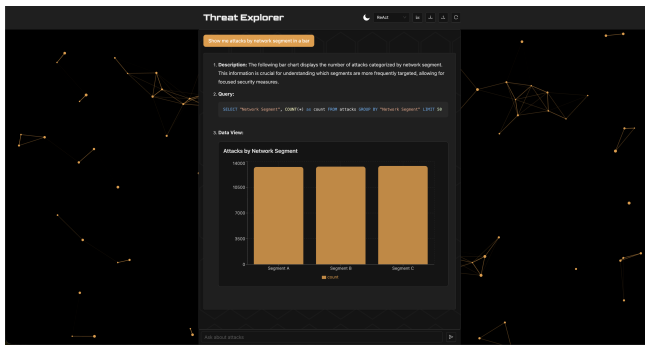 Threat Explorer
ReAct
Show me attacks by network segment in a bar
1. Description: The following bar chart displays the number of attacks categorized by network segment.
This information is crucial for understanding which segments are more frequently targeted, allowing for
focused security measures.
2. Query:
SELECT "Network Segment", COUNT(*) as count FROM attacks GROUP BY "Network Segment" LIMIT 50
3. Data View:
Attacks by Network Segment
14000
10500
7000
3500
0
Segment A Segment B Segment C
count
Ask about attacks